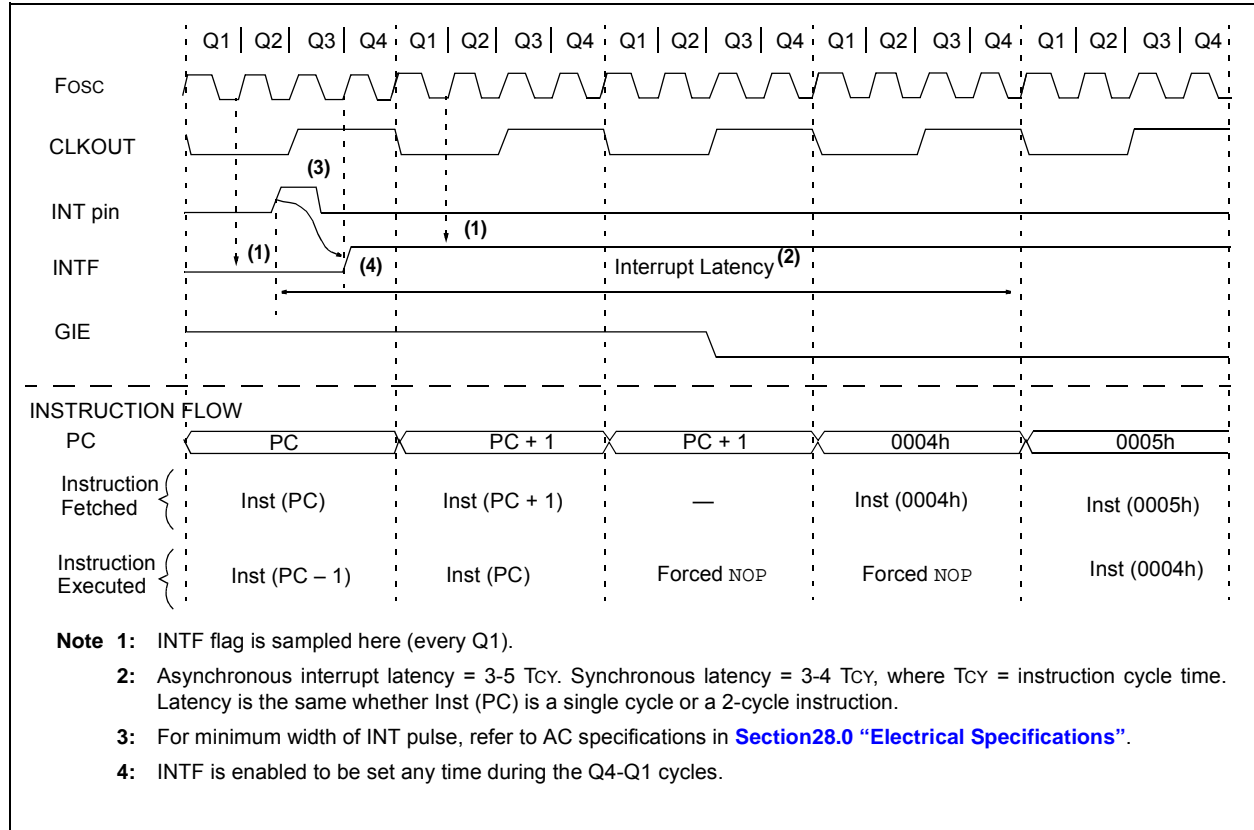 Q1 Q2 Q3 Q4 Q1 Q2 Q3 Q4 Q1 Q2 Q3 Q4 Q1 Q2 Q3 Q4 Q1 Q2 Q3 Q4
FOSC
CLKOUT
(3)
INT pin
(1)
(1)
INTF
(4)
Interrupt Latency(2)
GIE
INSTRUCTION FLOW
PC PC PC + 1 PC + 1 0004h 0005h
Instruction
Fetched
Inst (PC) Inst (PC + 1) — Inst (0004h) Inst (0005h)
Instruction
Executed
Inst (PC – 1) Inst (PC) Forced NOP Forced NOP Inst (0004h)
Note 1: INTF flag is sampled here (every Q1).
2: Asynchronous interrupt latency = 3-5 TCY. Synchronous latency = 3-4 TCY, where TCY = instruction cycle time.
Latency is the same whether Inst (PC) is a single cycle or a 2-cycle instruction.
3: For minimum width of INT pulse, refer to AC specifications in Section28.0 “Electrical Specifications”.
4: INTF is enabled to be set any time during the Q4-Q1 cycles.